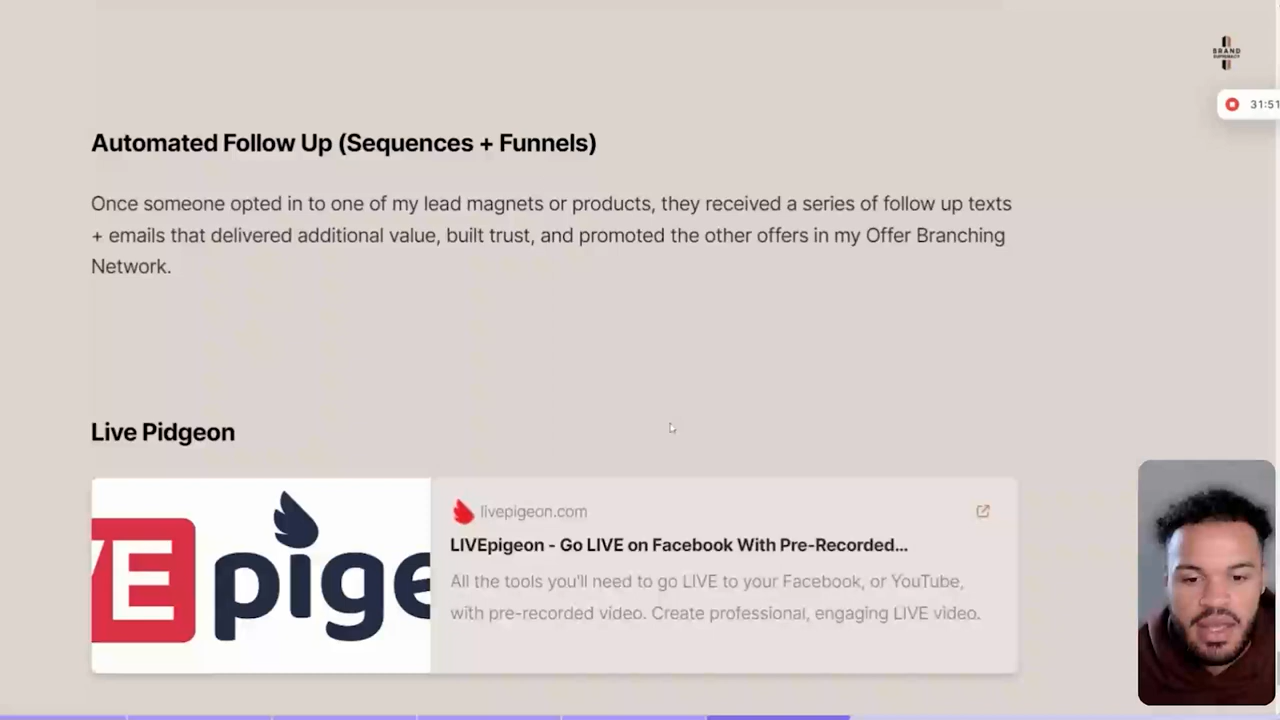 BRAND
SUPREMACY
31:51
Automated Follow Up (Sequences + Funnels)
Once someone opted in to one of my lead magnets or products, they received a series of follow up texts
+ emails that delivered additional value, built trust, and promoted the other offers in my Offer Branching
Network.
Live Pidgeon
VE pige
livepigeon.com
LIVEpigeon - Go LIVE on Facebook With Pre-Recorded...
All the tools you'll need to go LIVE to your Facebook, or YouTube,
with pre-recorded video. Create professional, engaging LIVE video.